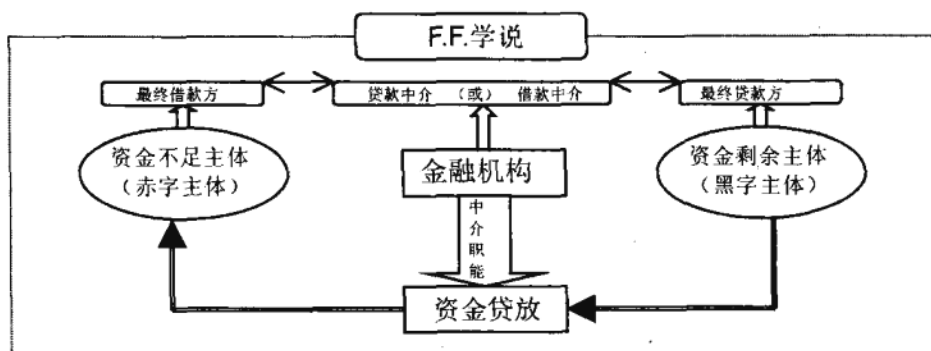 F.F.学说
最终借款方
贷款中介 （或） 借款中介
最终贷款方
资金不足主体
（赤字主体）
金融机构
资金剩余主体
（黑字主体）
中介职能
资金贷放